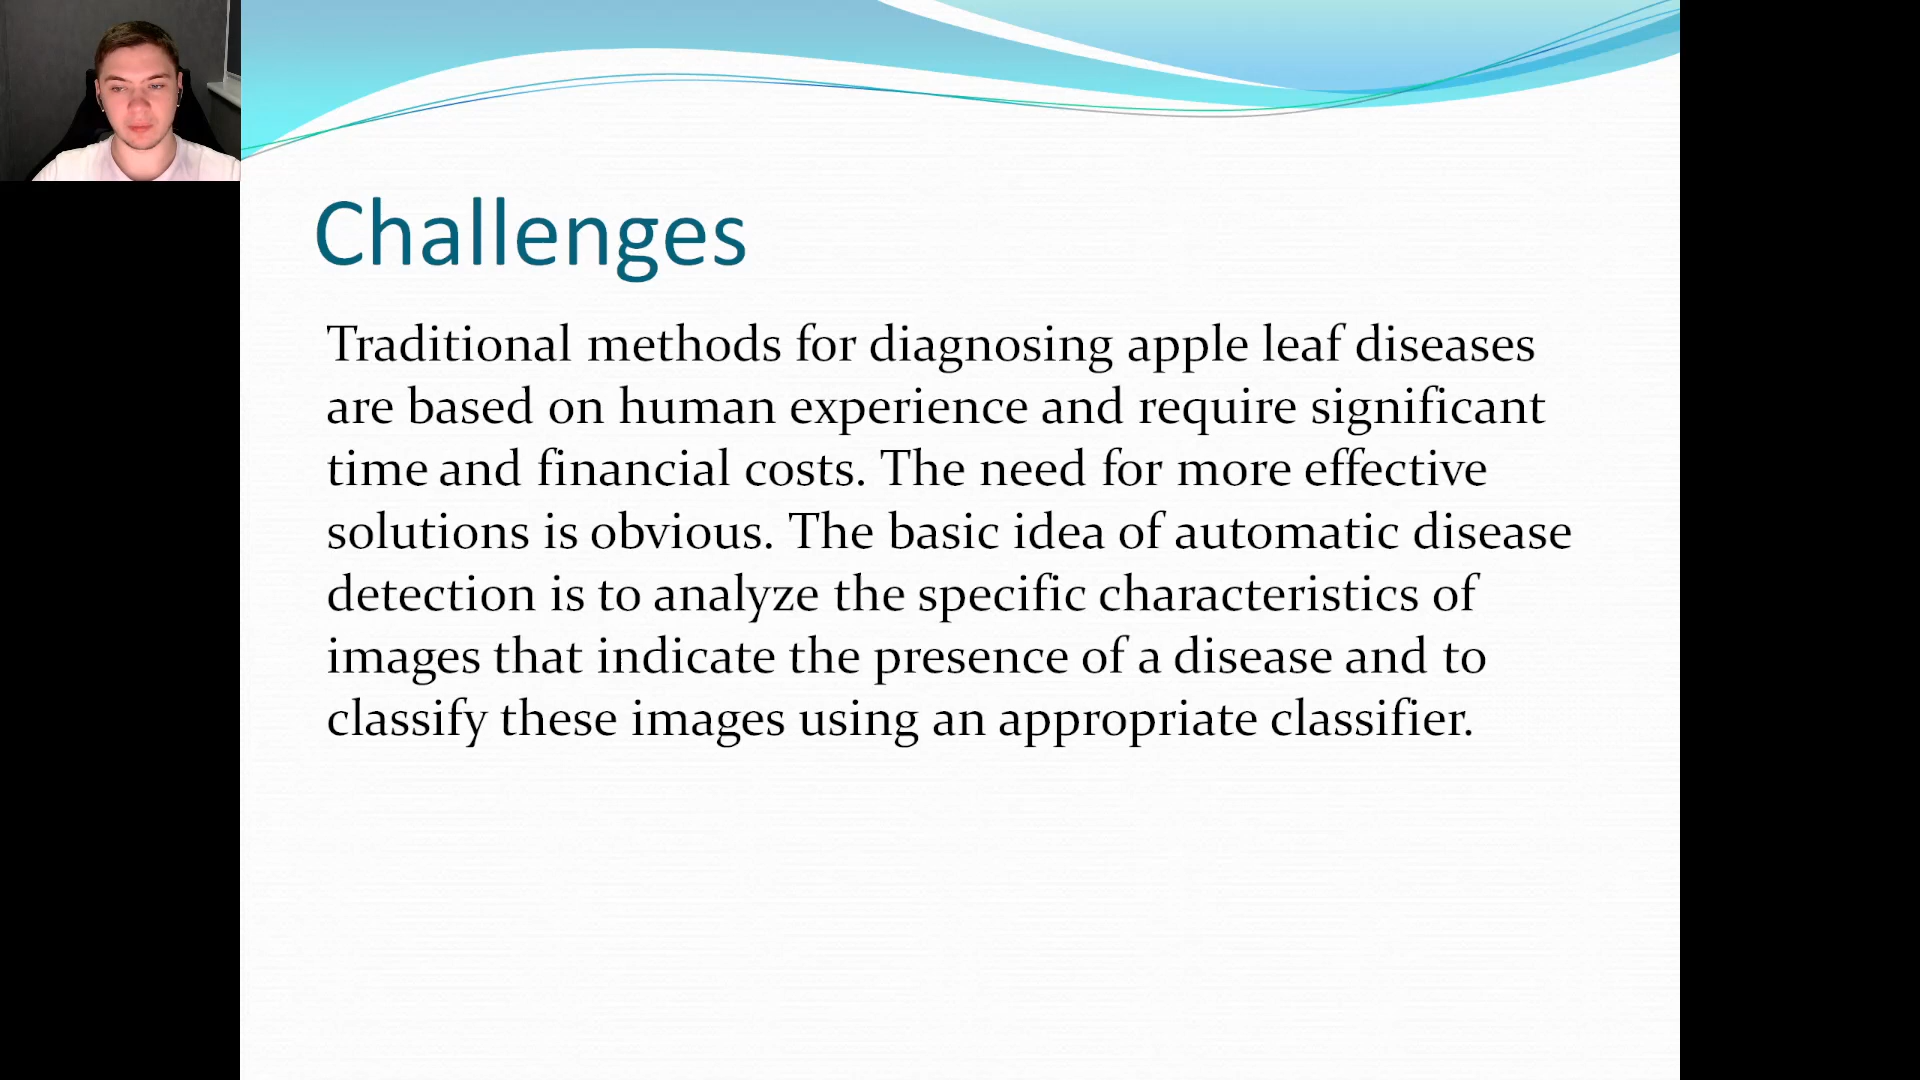 Challenges
Traditional methods for diagnosing apple leaf diseases
are based on human experience and require significant
time and financial costs. The need for more effective
solutions is obvious. The basic idea of automatic disease
detection is to analyze the specific characteristics of
images that indicate the presence of a disease and to
classify these images using an appropriate classifier.